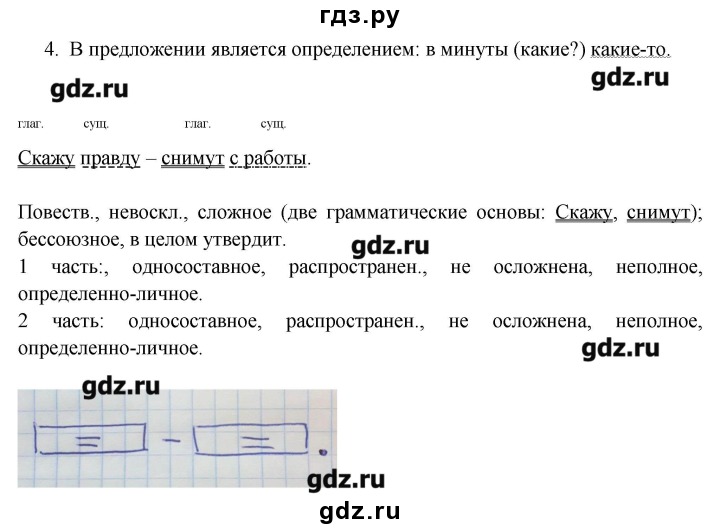 гдз.ру
4. В предложении является определением: в минуты (какие?) какие-то.
gdz.ru gdz.ru
глаг. сущ. глаг. сущ.
Скажу правду – снимут с работы.
Повеств., невоскл., сложное (две грамматические основы: Скажу, снимут);
бессоюзное, в целом утвердит.
gdz.ru
1 часть:, односоставное, распространен., не осложнена, неполное,
определенно-личное.
2 часть: односоставное, распространен., не осложнена, неполное,
определенно-личное.
gdz.ru
gdz.ru
gdz.ru
gdz.ru